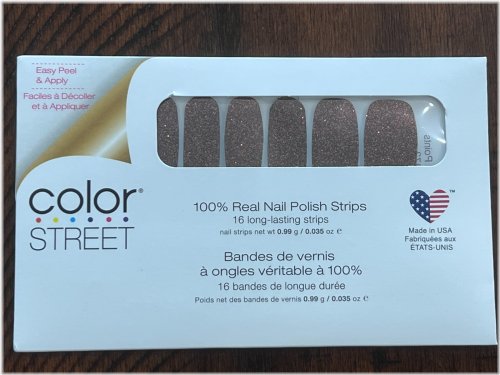 Easy Peel
& Apply
Faciles à Décoller
et à Appliquer
color®
STREET
100% Real Nail Polish Strips
16 long-lasting strips
nail strips net wt 0.99 g / 0.035 oz ℮
Bandes de vernis
à ongles véritable à 100%
16 bandes de longue durée
Poids net des bandes de vernis 0.99 g / 0.035 oz ℮
TM
Made in USA
Fabriquées aux
ÉTATS-UNIS
Points